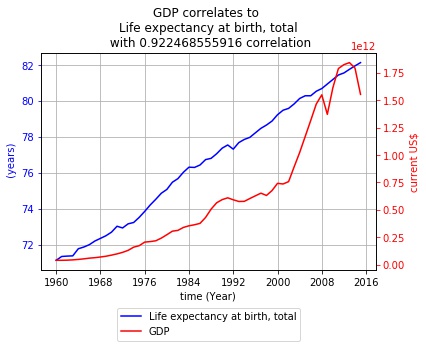 GDP correlates to
Life expectancy at birth, total
with 0.922468555916 correlation
1e12
82
80
78
76
74
72
(years)
1.75
1.50
1.25
1.00
0.75
0.50
0.25
0.00
current US$
1960 1968 1976 1984 1992 2000 2008 2016
time (Year)
Life expectancy at birth, total
GDP